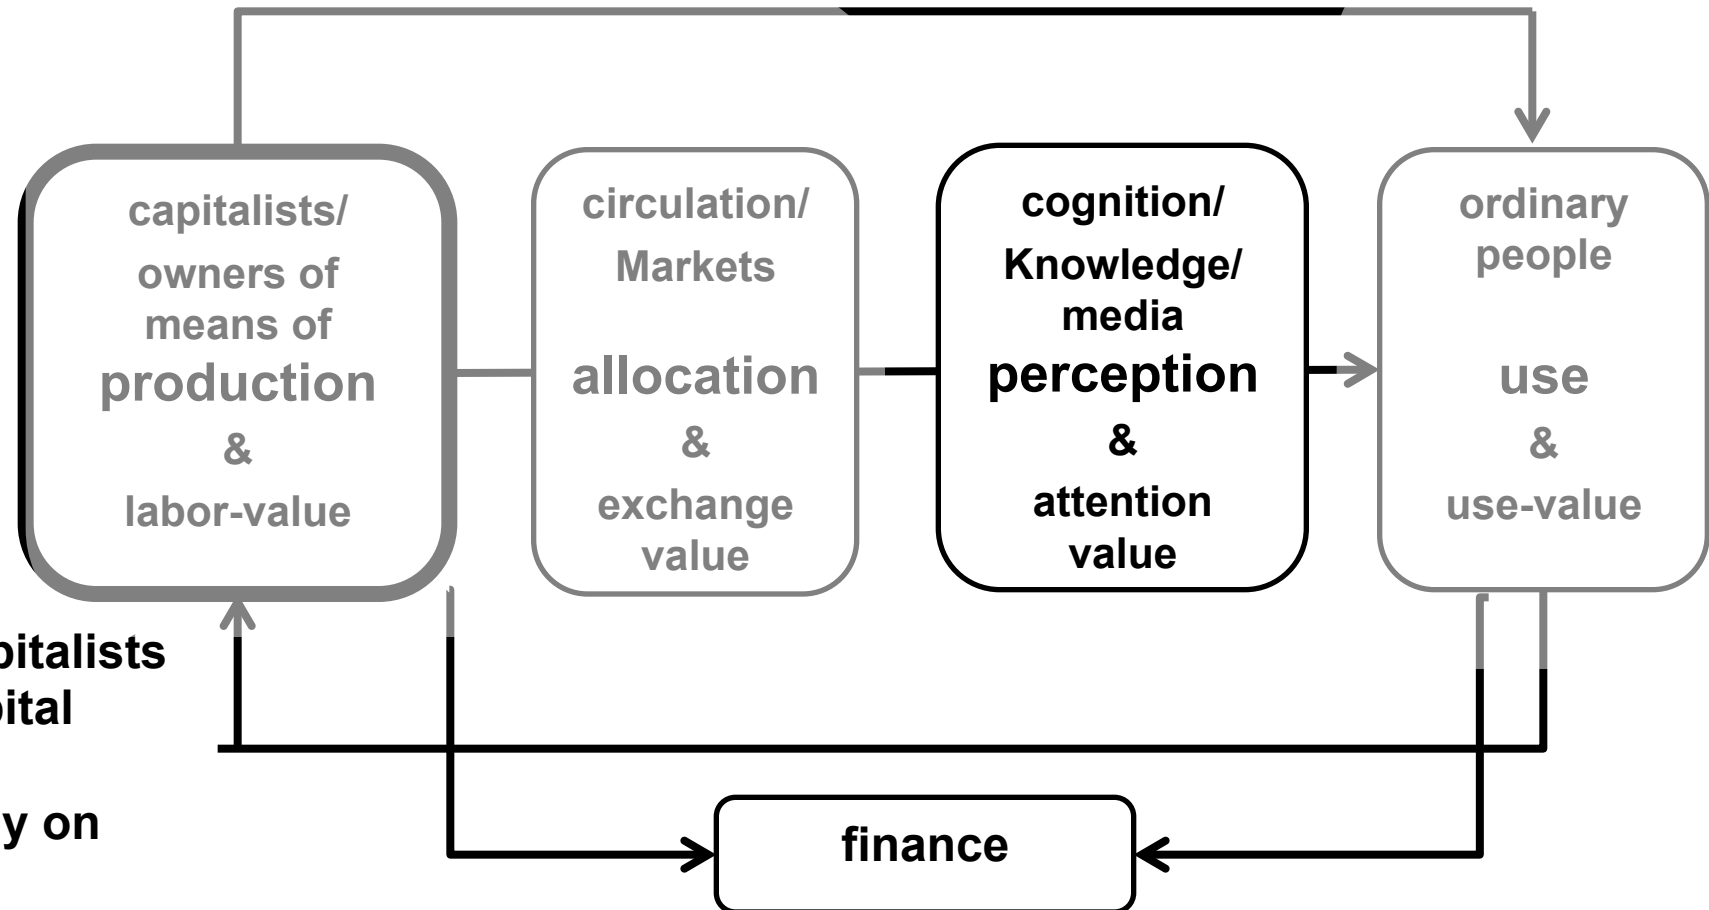 capitalists/
owners of
means of
production
&
labor-value
circulation/
Markets
allocation
&
exchange
value
cognition/
Knowledge/
media
perception
&
attention
value
ordinary
people
use
&
use-value
pitalists
pital
y on
finance